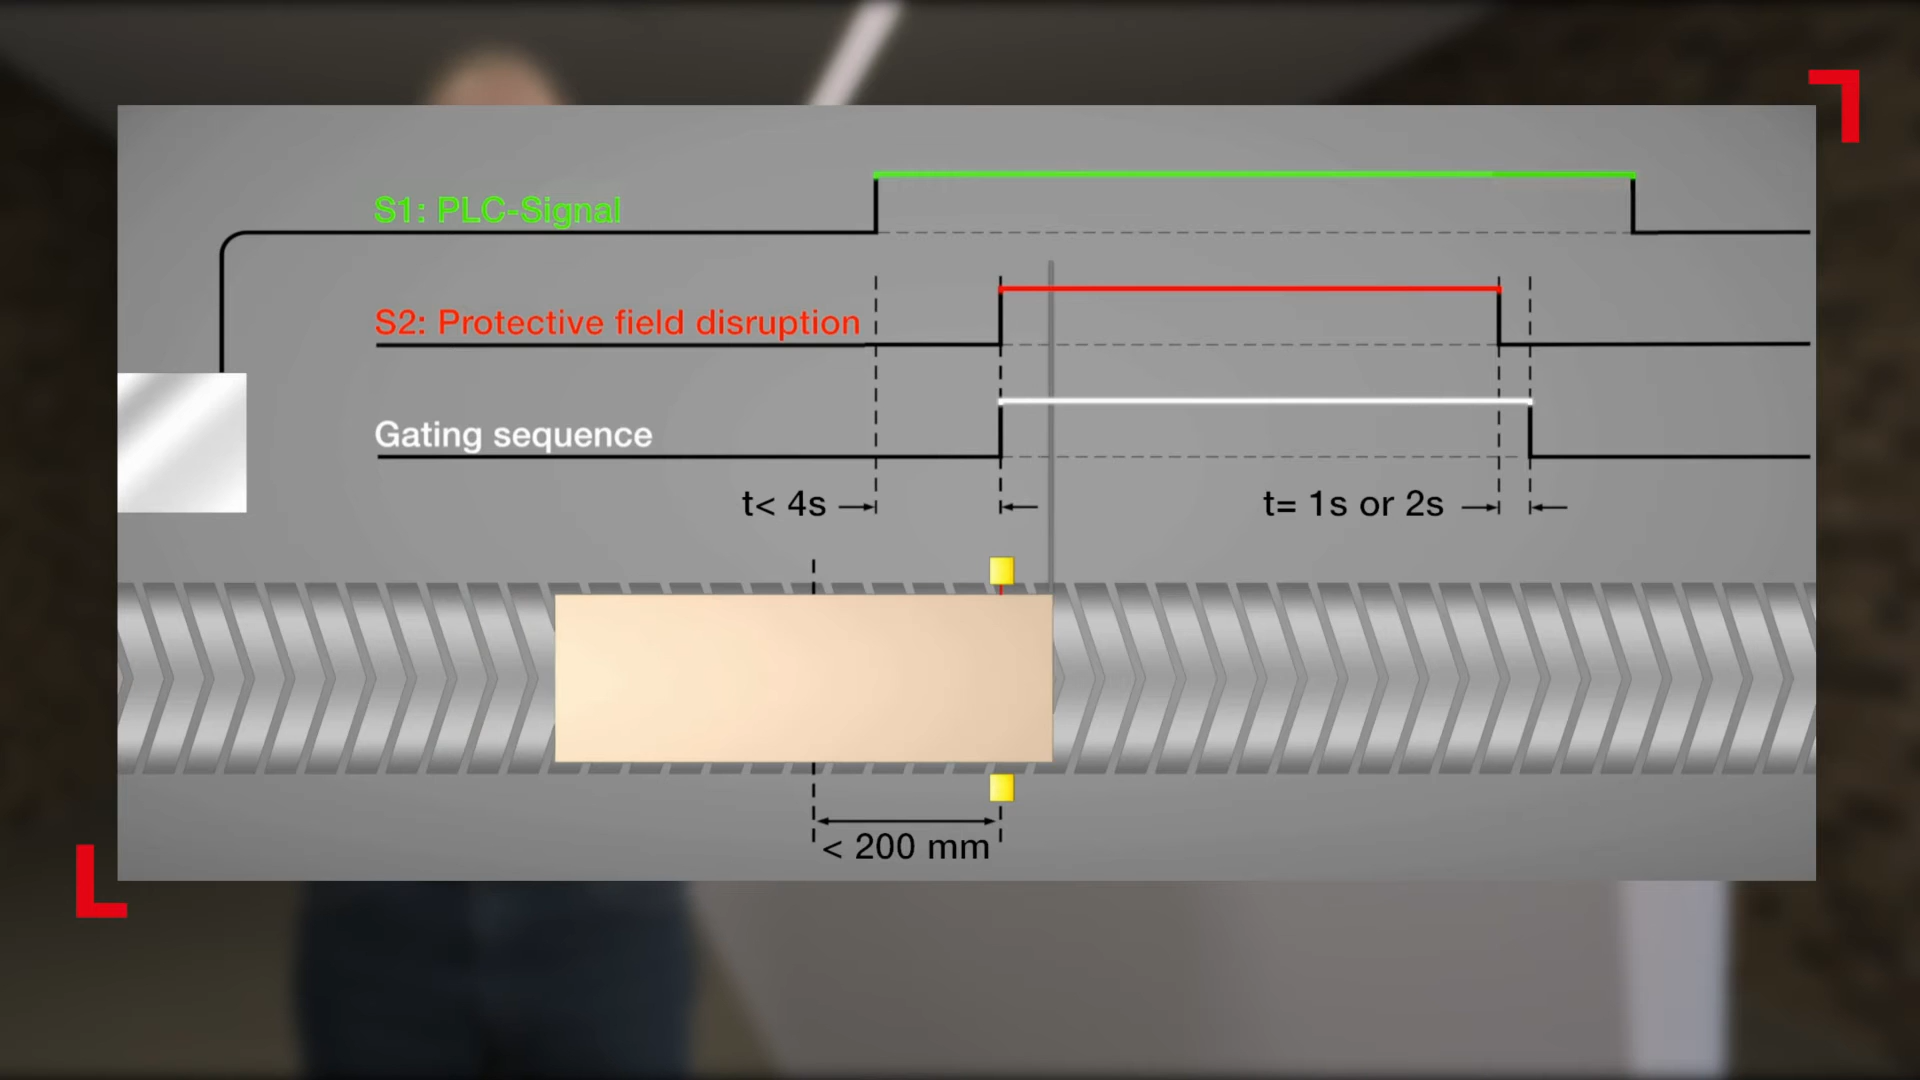 S1: PLC-Signal
S2: Protective field disruption
Gating sequence
t< 4s
t= 1s or 2s
< 200 mm